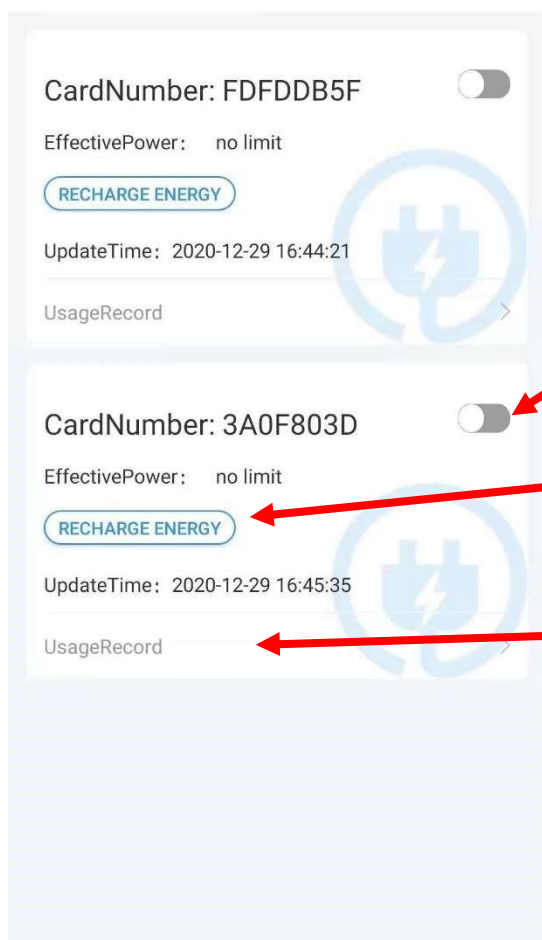 CardNumber: FDFDDB5F
EffectivePower： no limit
RECHARGE ENERGY
UpdateTime：2020-12-29 16:44:21
UsageRecord
CardNumber: 3A0F803D
EffectivePower： no limit
RECHARGE ENERGY
UpdateTime：2020-12-29 16:45:35
UsageRecord